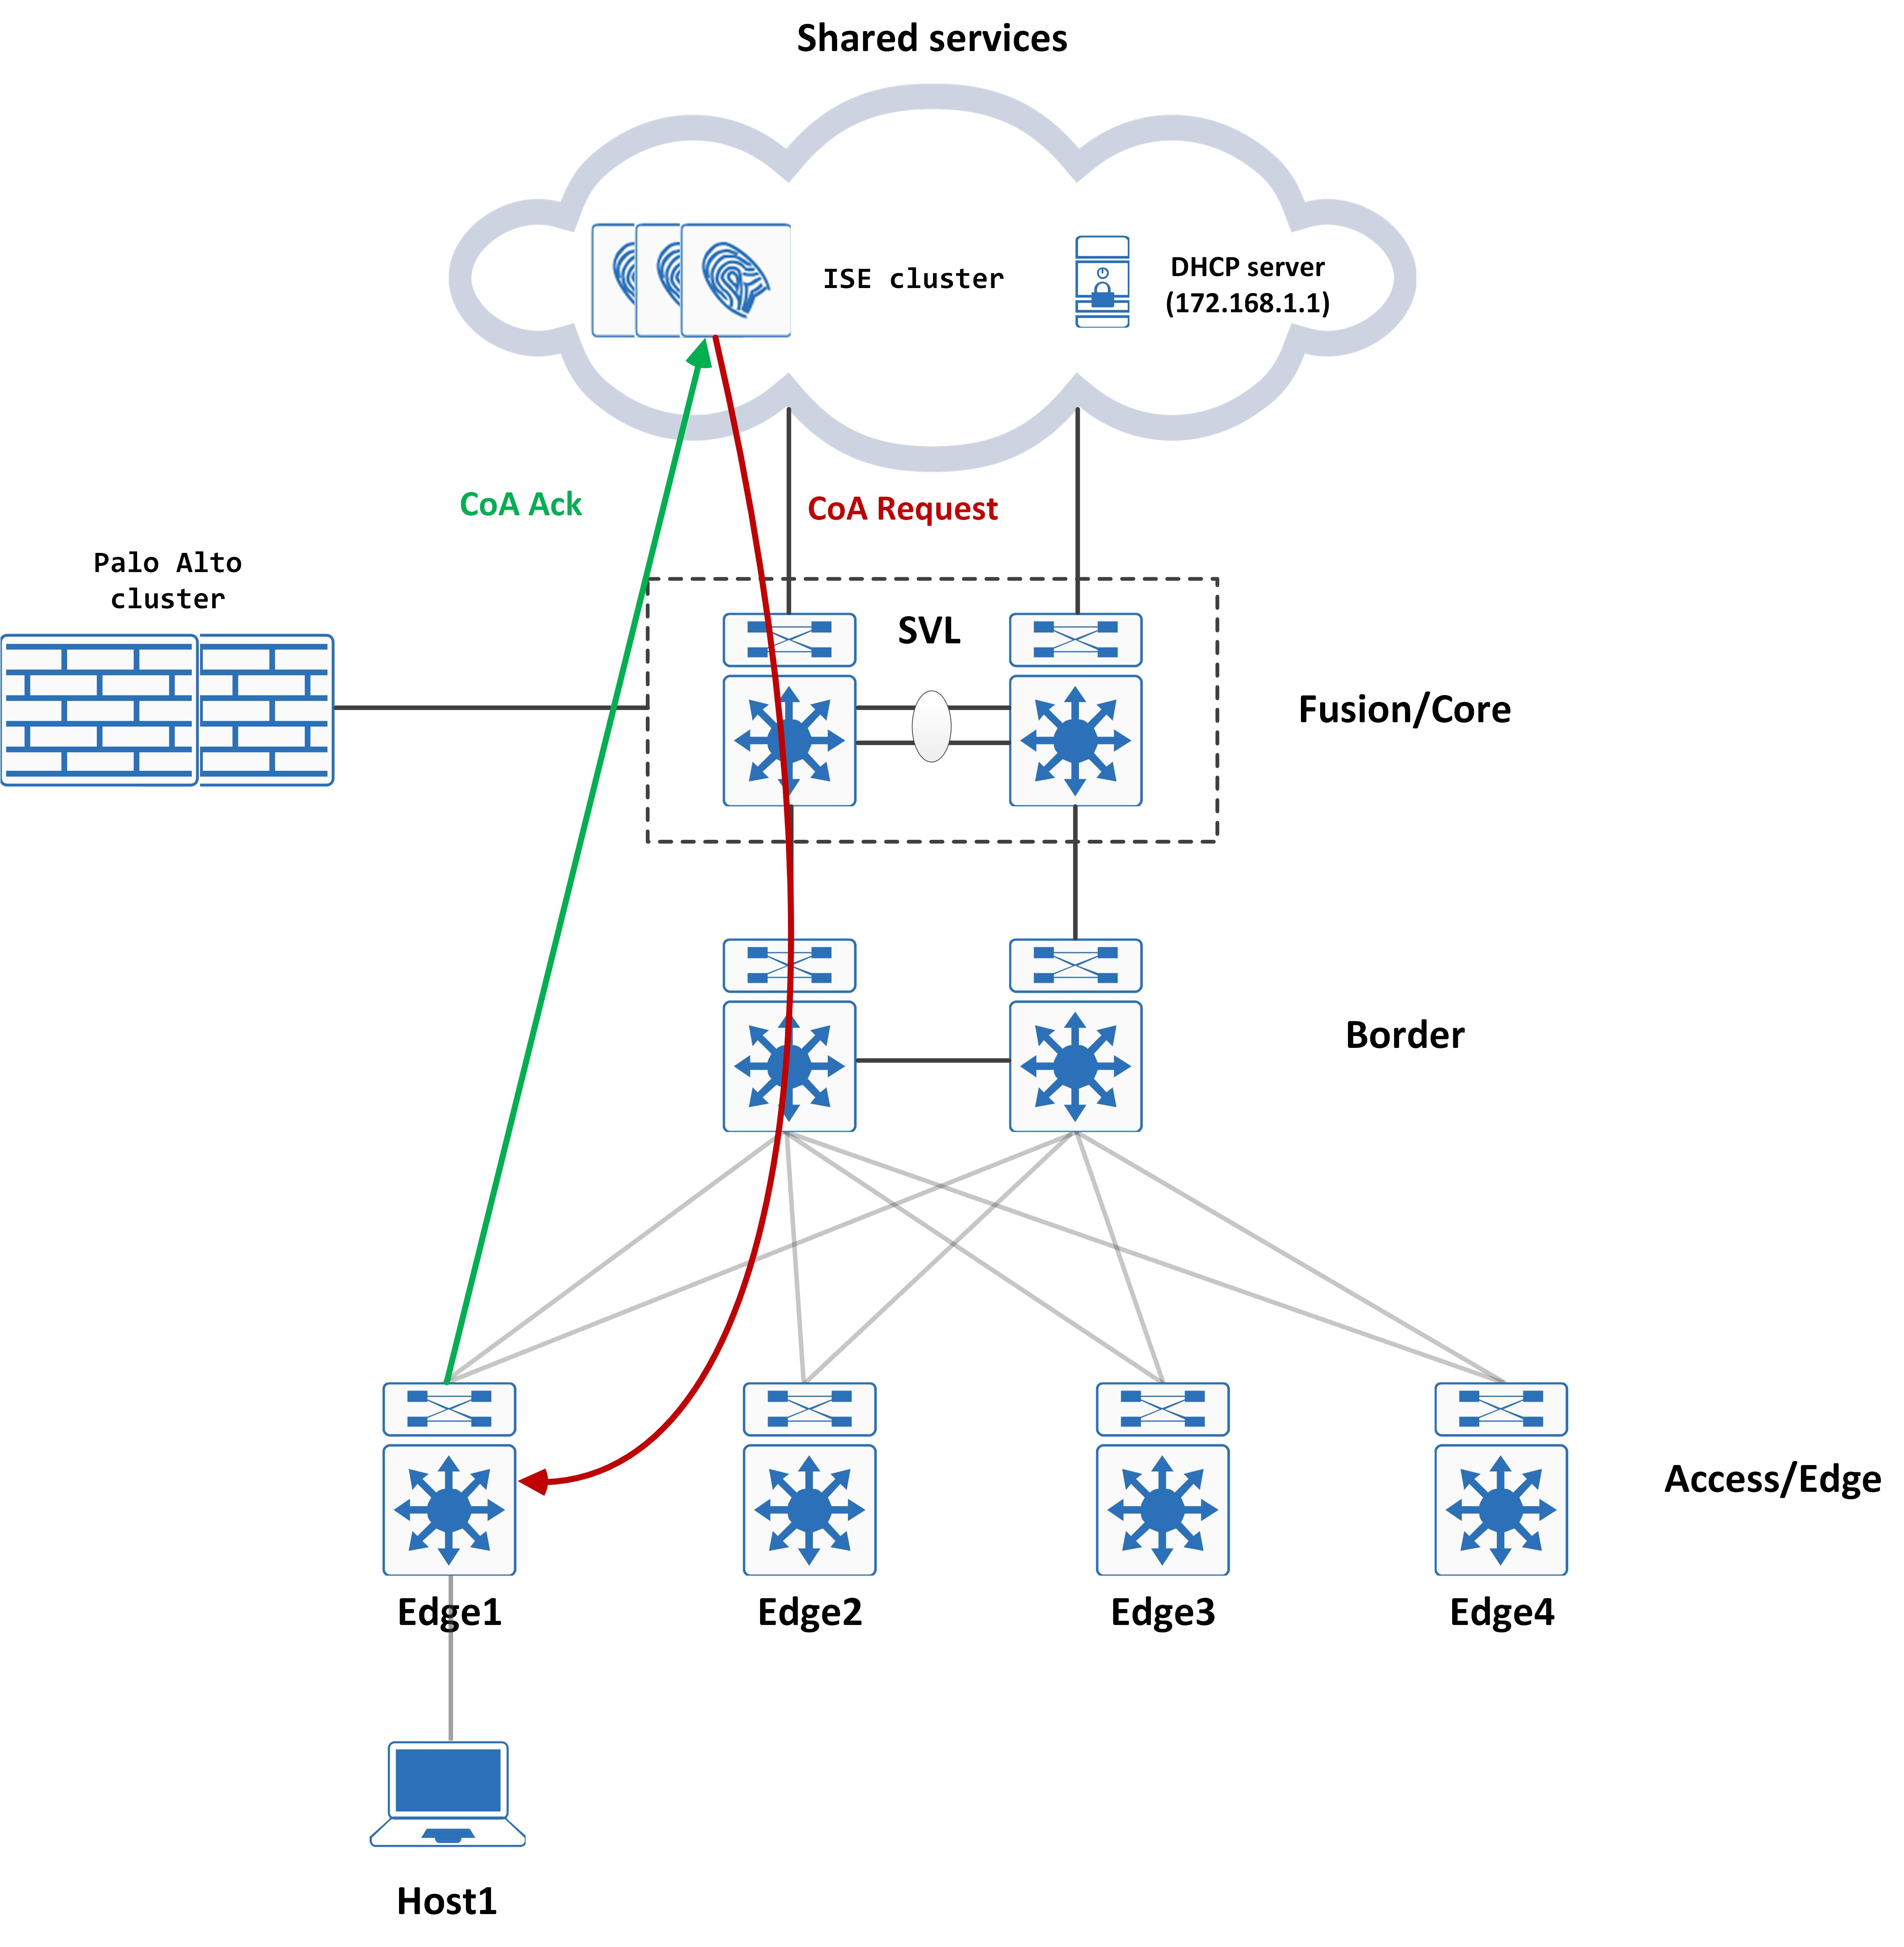 Shared services
ISE cluster
DHCP server
(172.168.1.1)
CoA Ack
CoA Request
Palo Alto
cluster
SVL
Fusion/Core
Border
Access/Edge
Edge1
Edge2
Edge3
Edge4
Host1